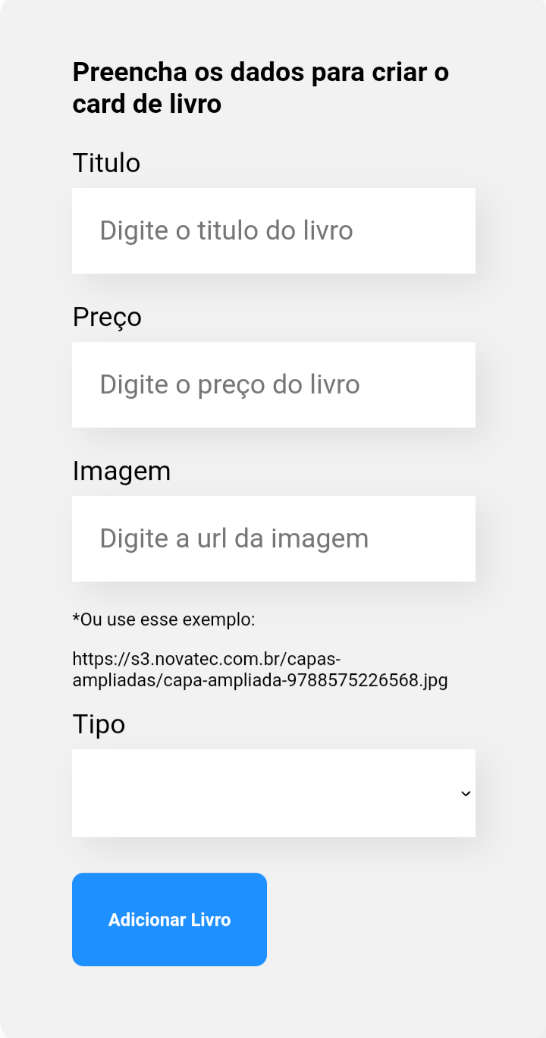 Preencha os dados para criar o
card de livro
Titulo
Digite o titulo do livro
Preço
Digite o preço do livro
Imagem
Digite a url da imagem
*Ou use esse exemplo:
https://s3.novatec.com.br/capas-
ampliadas/capa-ampliada-9788575226568.jpg
Tipo
Adicionar Livro